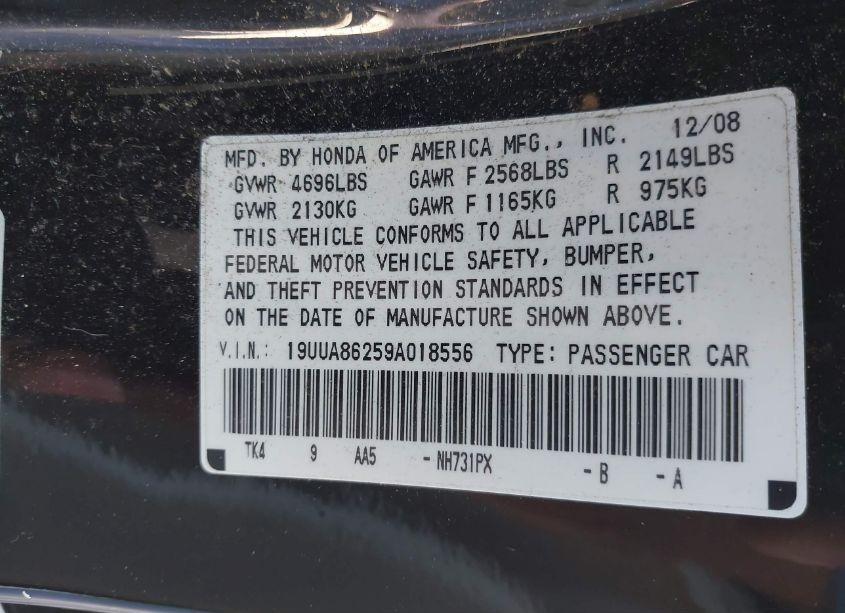 MFD. BY HONDA OF AMERICA MFG., INC. 12/08
GVWR 4696LBS GAWR F 2568LBS R 2149LBS
GVWR 2130KG GAWR F 1165KG R 975KG
THIS VEHICLE CONFORMS TO ALL APPLICABLE
FEDERAL MOTOR VEHICLE SAFETY, BUMPER,
AND THEFT PREVENTION STANDARDS IN EFFECT
ON THE DATE OF MANUFACTURE SHOWN ABOVE.
V.I.N.: 19UUA86259A018556 TYPE: PASSENGER CAR
TK4 9 AA5 -NH731PX -B -A